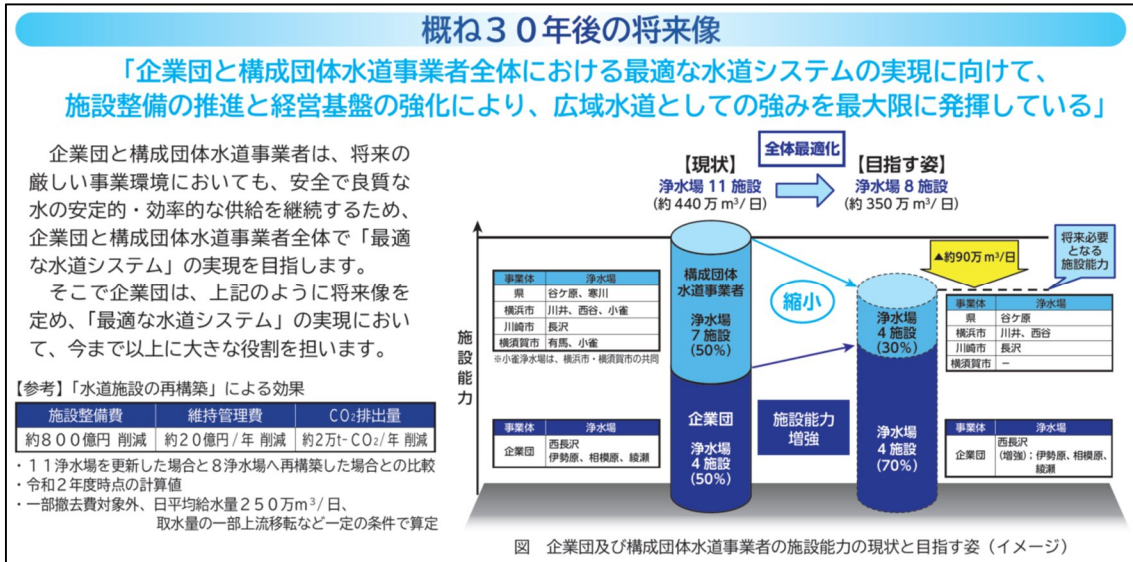 概ね３０年後の将来像
「企業団と構成団体水道事業者全体における最適な水道システムの実現に向けて、
施設整備の推進と経営基盤の強化により、広域水道としての強みを最大限に発揮している」
企業団と構成団体水道事業者は、将来の
厳しい事業環境においても、安全で良質な
水の安定的・効率的な供給を継続するため、
企業団と構成団体水道事業者全体で「最適
な水道システム」の実現を目指します。
そこで企業団は、上記のように将来像を
定め、「最適な水道システム」の実現におい
て、今まで以上に大きな役割を担います。
【参考】「水道施設の再構築」による効果
施設整備費 維持管理費 CO₂排出量
約８００億円 削減 約２０億円/年 削減 約２万t-CO₂/年 削減
・１１浄水場を更新した場合と８浄水場へ再構築した場合との比較
・令和２年度時点の計算値
・一部撤去費対象外、日平均給水量２５０万m³/日、
取水量の一部上流移転など一定の条件で算定
全体最適化
【現状】
浄水場 11 施設
(約 440 万 m³/ 日)
【目指す姿】
浄水場 8 施設
(約 350 万 m³/ 日)
施設能力
事業体 浄水場
県 谷ケ原、寒川
横浜市 川井、西谷、小雀
川崎市 長沢
横須賀市 有馬、小雀
※小雀浄水場は、横浜市・横須賀市の共同
構成団体
水道事業者
浄水場
7 施設
(50%)
縮小
▲約90万m³/日
将来必要
となる
施設能力
浄水場
4 施設
(30%)
事業体 浄水場
県 谷ケ原
横浜市 川井、西谷
川崎市 長沢
横須賀市 －
事業体 浄水場
企業団 西長沢
伊勢原、相模原、綾瀬
企業団
浄水場
4 施設
(50%)
施設能力
増強
浄水場
4 施設
(70%)
事業体 浄水場
企業団 西長沢
(増強)：伊勢原、相模原、
綾瀬
図 企業団及び構成団体水道事業者の施設能力の現状と目指す姿（イメージ）